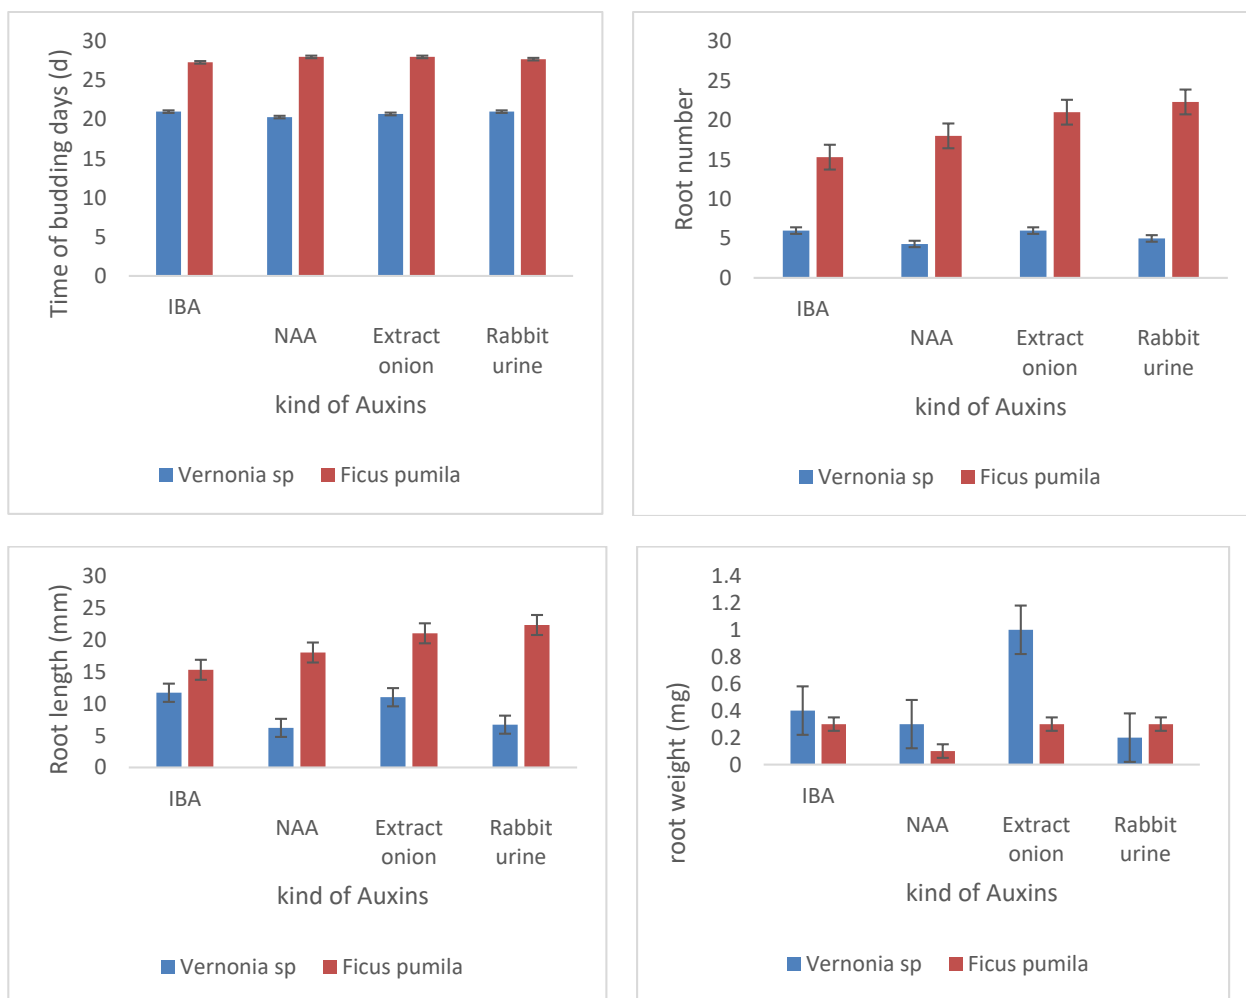 Time of budding days (d)
30
25
20
15
10
5
0
IBA
NAA
Extract
onion
Rabbit
urine
kind of Auxins
Vernonia sp
Ficus pumila
Root number
30
25
20
15
10
5
0
IBA
NAA
Extract
onion
Rabbit
urine
kind of Auxins
Vernonia sp
Ficus pumila
Root length (mm)
30
25
20
15
10
5
0
IBA
NAA
Extract
onion
Rabbit
urine
kind of Auxins
Vernonia sp
Ficus pumila
root weight (mg)
1.4
1.2
1
0.8
0.6
0.4
0.2
0
IBA
NAA
Extract
onion
Rabbit
urine
kind of Auxins
Vernonia sp
Ficus pumila